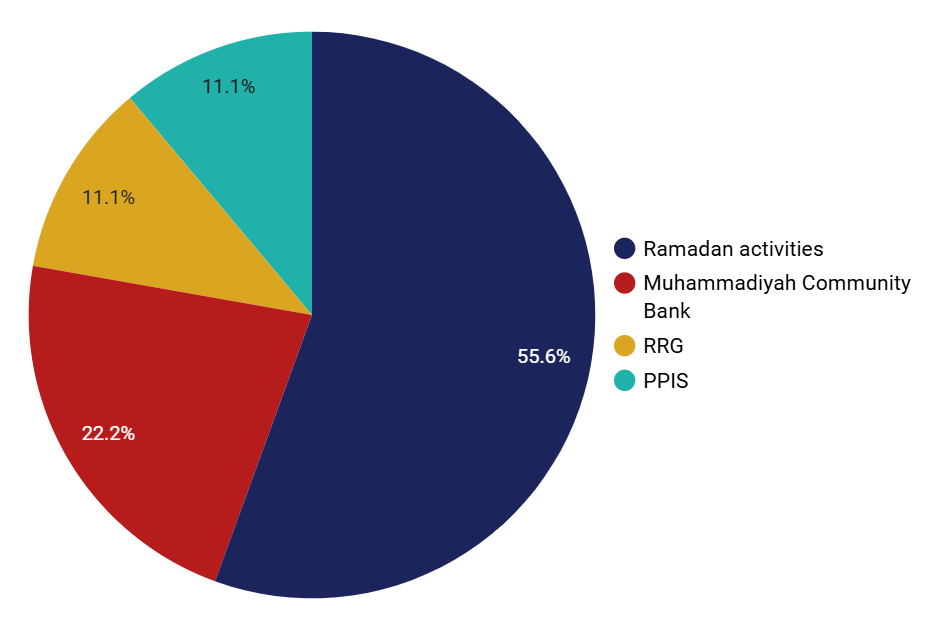 11.1%
11.1%
55.6%
22.2%
Ramadan activities
Muhammadiyah Community
Bank
RRG
PPIS